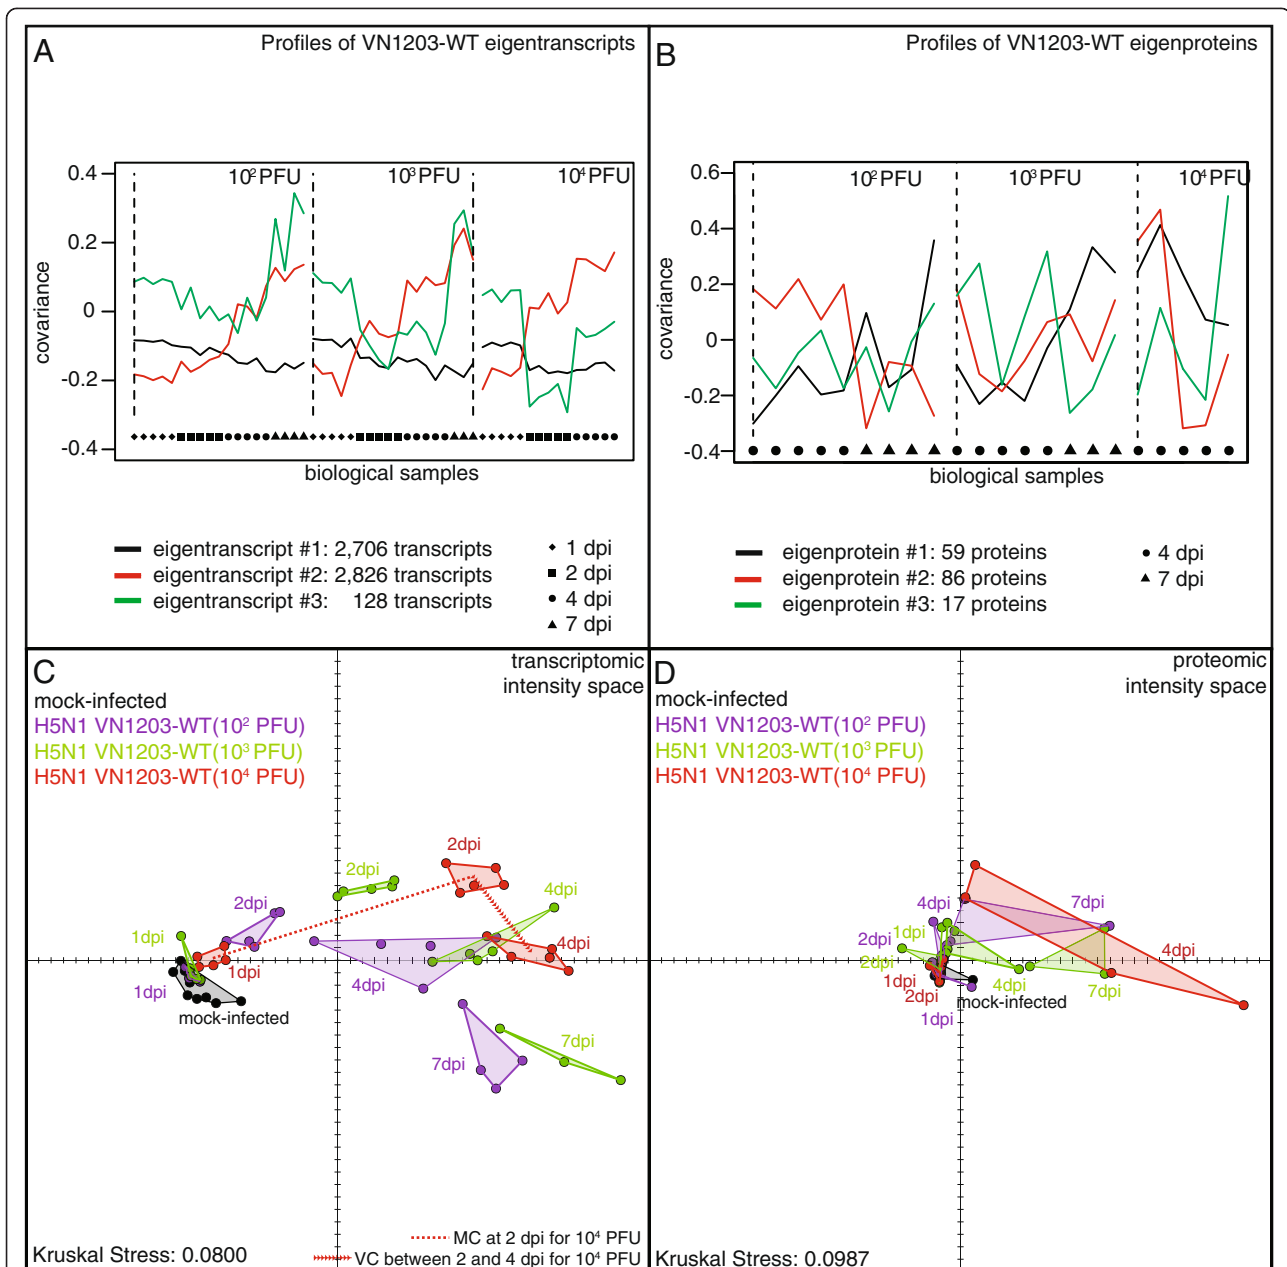 A
Profiles of VN1203-WT eigentranscripts
0.4
0.2
0
-0.2
-0.4
covariance
10² PFU
10³ PFU
10⁴ PFU
biological samples
eigentranscript #1: 2,706 transcripts
eigentranscript #2: 2,826 transcripts
eigentranscript #3: 128 transcripts
1 dpi
2 dpi
4 dpi
7 dpi
B
Profiles of VN1203-WT eigenproteins
0.6
0.4
0.2
0
-0.2
-0.4
covariance
10² PFU
10³ PFU
10⁴ PFU
biological samples
eigenprotein #1: 59 proteins
eigenprotein #2: 86 proteins
eigenprotein #3: 17 proteins
4 dpi
7 dpi
C
transcriptomic
intensity space
mock-infected
H5N1 VN1203-WT(10² PFU)
H5N1 VN1203-WT(10³ PFU)
H5N1 VN1203-WT(10⁴ PFU)
2dpi
2dpi
2dpi
4dpi
1dpi
4dpi
1dpi
4dpi
1dpi
mock-infected
7dpi
7dpi
MC at 2 dpi for 10⁴ PFU
VC between 2 and 4 dpi for 10⁴ PFU
Kruskal Stress: 0.0800
D
proteomic
intensity space
mock-infected
H5N1 VN1203-WT(10² PFU)
H5N1 VN1203-WT(10³ PFU)
H5N1 VN1203-WT(10⁴ PFU)
4dpi
7dpi
1dpi
2dpi
4dpi
2dpi
1dpi
4dpi
7dpi
2dpi
mock-infected
1dpi
Kruskal Stress: 0.0987